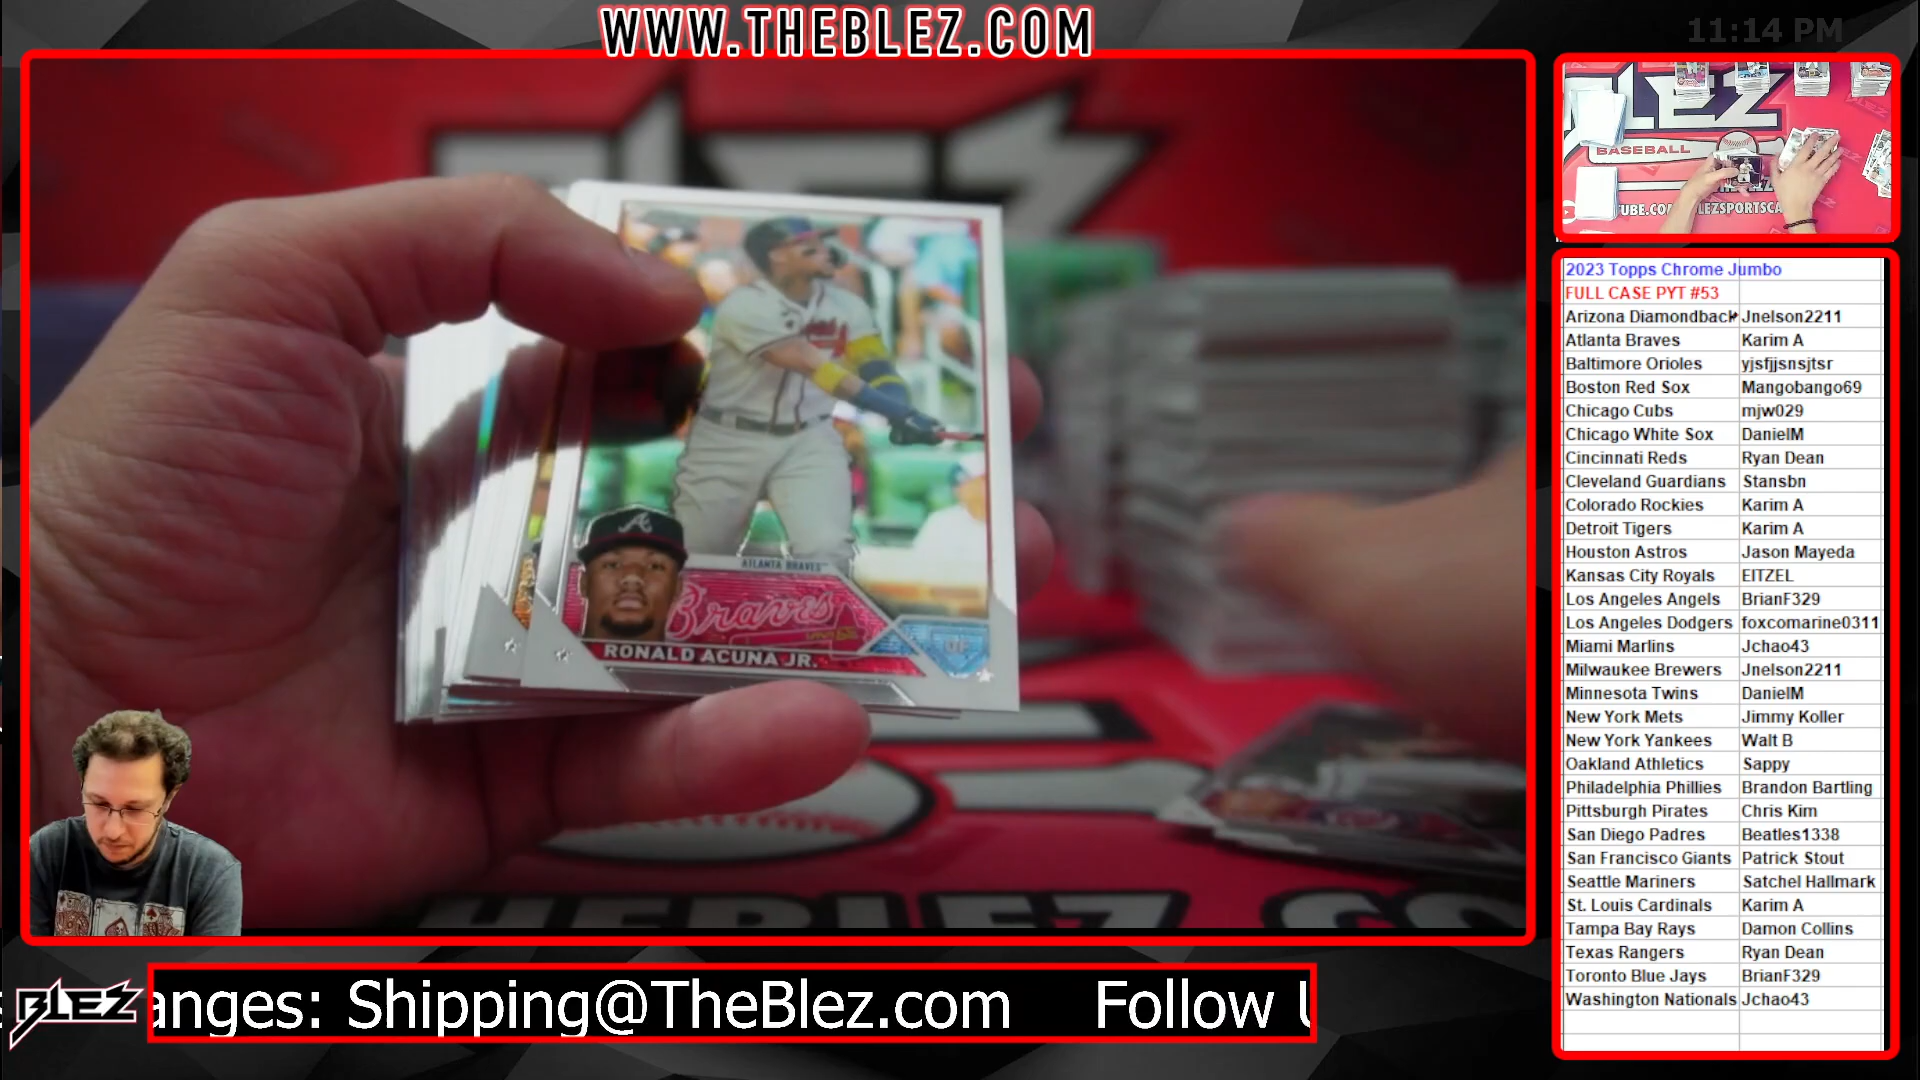 WWW.THEBLEZ.COM
11:14 PM
ATLANTA BRAVES
Braves
OF
RONALD ACUNA JR.
BASEBALL
2023 Topps Chrome Jumbo
FULL CASE PYT #53
Arizona Diamondback Jnelson2211
Atlanta Braves Karim A
Baltimore Orioles yjsfjjsnsjtsr
Boston Red Sox Mangobango69
Chicago Cubs mjw029
Chicago White Sox DanielM
Cincinnati Reds Ryan Dean
Cleveland Guardians Stansbn
Colorado Rockies Karim A
Detroit Tigers Karim A
Houston Astros Jason Mayeda
Kansas City Royals EITZEL
Los Angeles Angels BrianF329
Los Angeles Dodgers foxcomarine0311
Miami Marlins Jchao43
Milwaukee Brewers Jnelson2211
Minnesota Twins DanielM
New York Mets Jimmy Koller
New York Yankees Walt B
Oakland Athletics Sappy
Philadelphia Phillies Brandon Bartling
Pittsburgh Pirates Chris Kim
San Diego Padres Beatles1338
San Francisco Giants Patrick Stout
Seattle Mariners Satchel Hallmark
St. Louis Cardinals Karim A
Tampa Bay Rays Damon Collins
Texas Rangers Ryan Dean
Toronto Blue Jays BrianF329
Washington Nationals Jchao43
BLEZ
anges: Shipping@TheBlez.com Follow